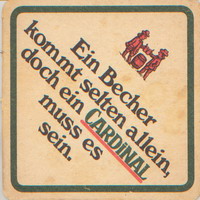 Ein Becher
kommt selten allein,
doch ein CARDINAL
muss es
sein.